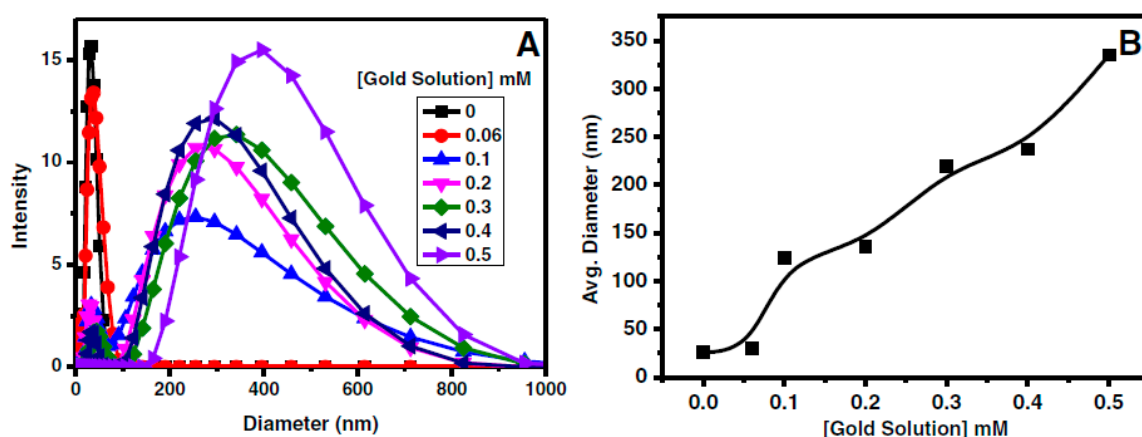 A
[Gold Solution] mM
0
0.06
0.1
0.2
0.3
0.4
0.5
15
10
5
0
Intensity
0 200 400 600 800 1000
Diameter (nm)
B
350
300
250
200
150
100
50
0
Avg. Diameter (nm)
0.0 0.1 0.2 0.3 0.4 0.5
[Gold Solution] mM